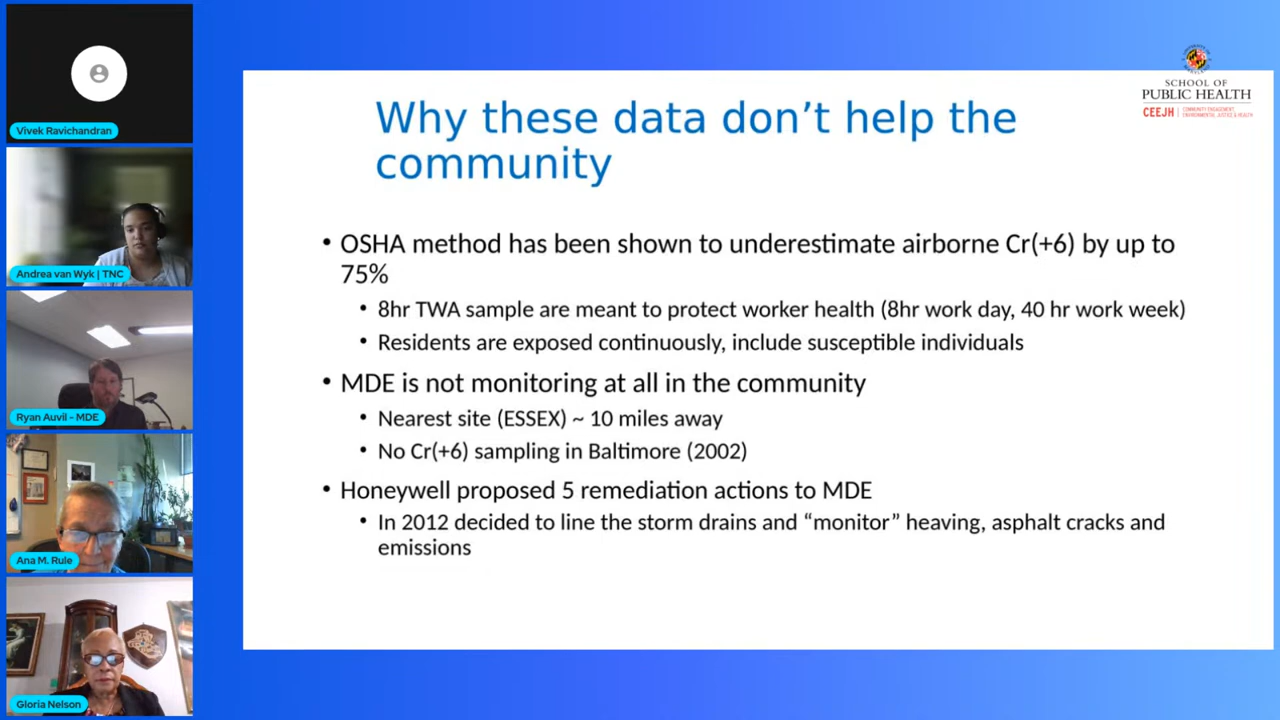 Vivek Ravichandran
Andrea van Wyk | TNC
Ryan Auvil - MDE
Ana M. Rule
Gloria Nelson
SCHOOL OF
PUBLIC HEALTH
CEEJH | COMMUNITY ENGAGEMENT,
ENVIRONMENTAL JUSTICE & HEALTH
Why these data don’t help the
community
• OSHA method has been shown to underestimate airborne Cr(+6) by up to
75%
• 8hr TWA sample are meant to protect worker health (8hr work day, 40 hr work week)
• Residents are exposed continuously, include susceptible individuals
• MDE is not monitoring at all in the community
• Nearest site (ESSEX) ~ 10 miles away
• No Cr(+6) sampling in Baltimore (2002)
• Honeywell proposed 5 remediation actions to MDE
• In 2012 decided to line the storm drains and “monitor” heaving, asphalt cracks and
emissions